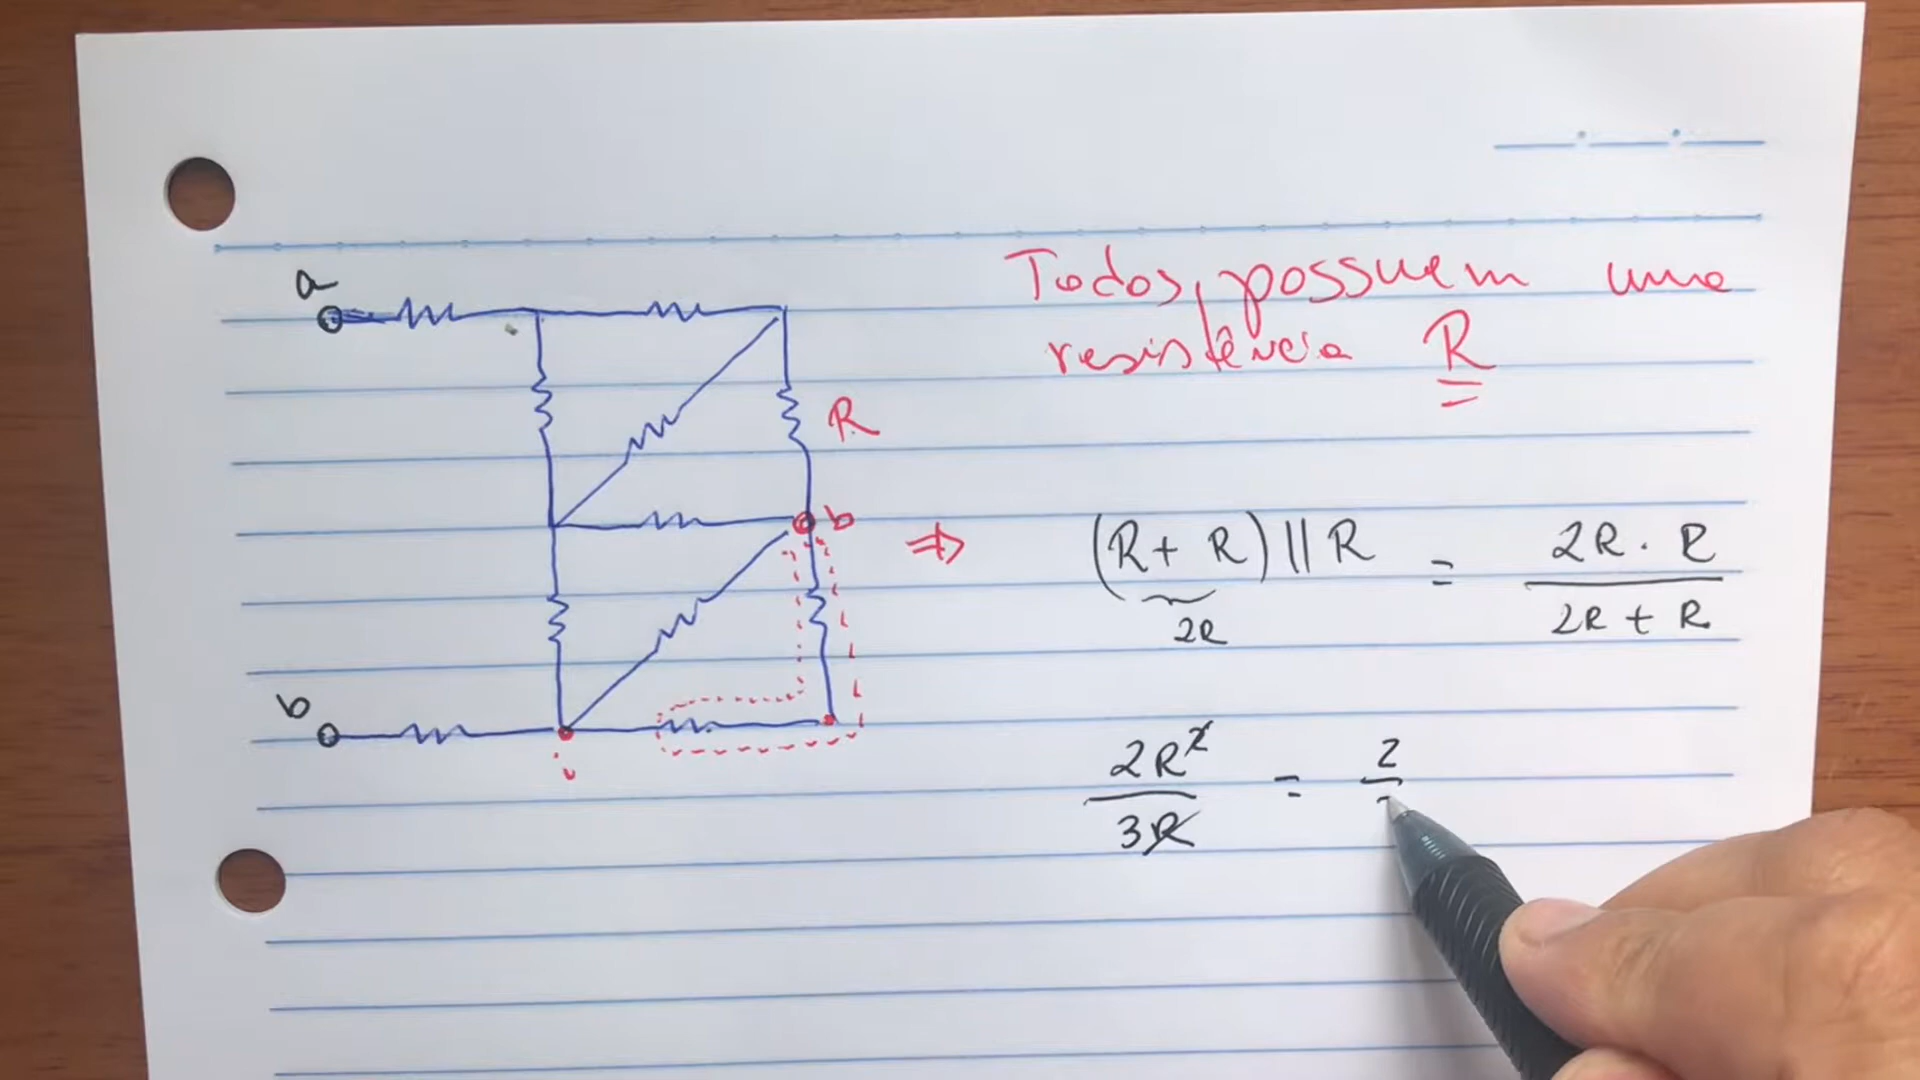 a
Todos possuem uma
resistência R
R
b
⇒ (R + R) || R = 2R . R / 2R + R
2R
b
2R² / 3R = 2